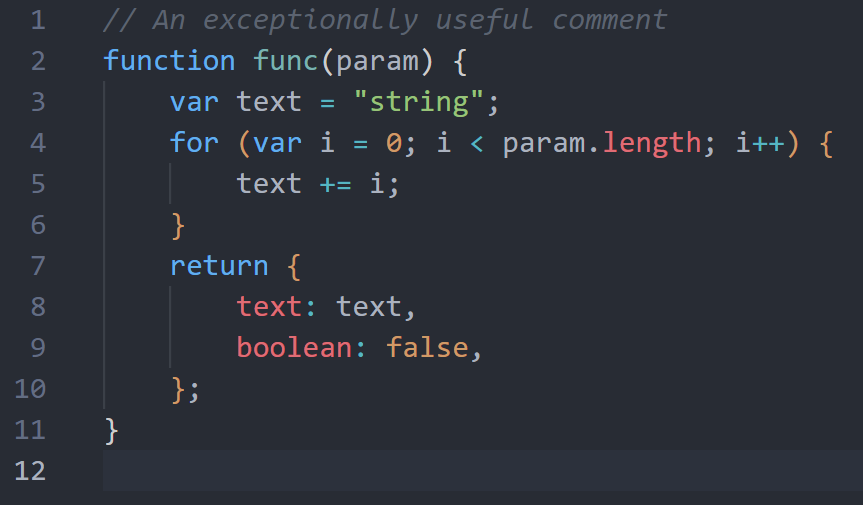 1 // An exceptionally useful comment
2 function func(param) {
3     var text = "string";
4     for (var i = 0; i < param.length; i++) {
5         text += i;
6     }
7     return {
8         text: text,
9         boolean: false,
10     };
11 }
12